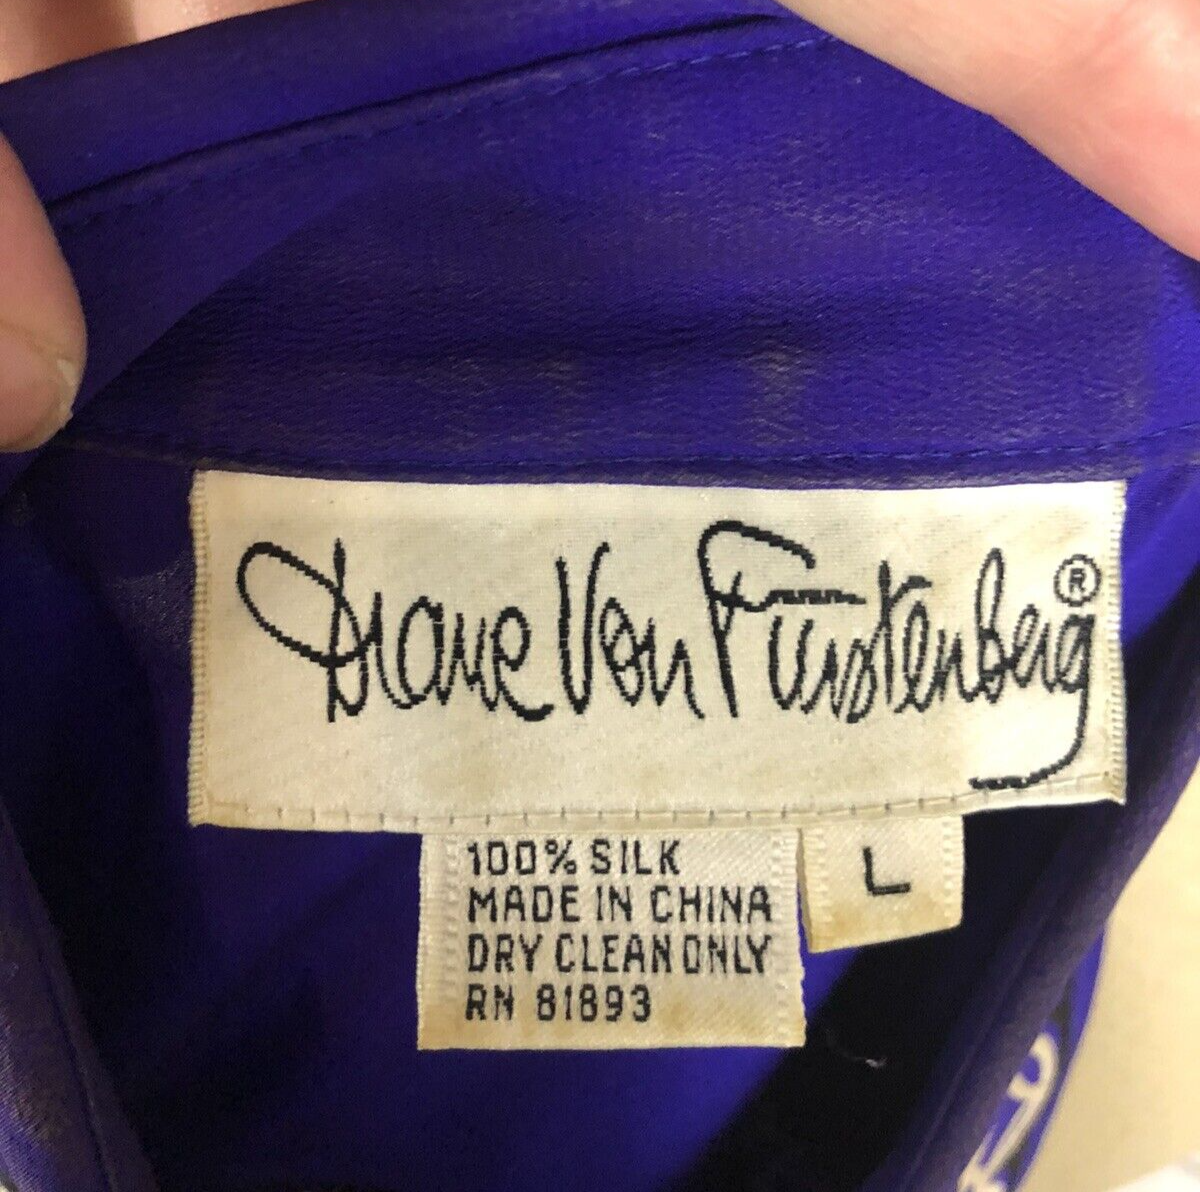 Diane Von Furstenberg ®
100% SILK
MADE IN CHINA
DRY CLEAN ONLY
RN 81893
L